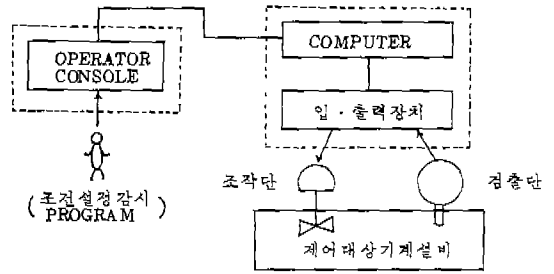 OPERATOR
CONSOLE
COMPUTER
입·출력장치
조작단
검출단
(조건설정감시
PROGRAM)
제어대상기계설비